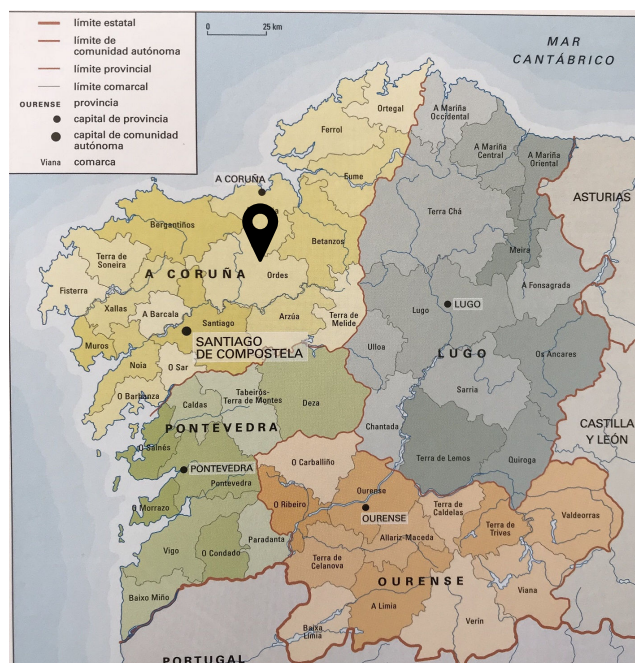 límite estatal
límite de
comunidad autónoma
límite provincial
límite comarcal
OURENSE provincia
capital de provincia
capital de comunidad
autónoma
Viana comarca
0 25 km
MAR
CANTÁBRICO
Ortegal
A Mariña
Occidental
Ferrol
A Mariña
Central
A Mariña
Oriental
Eume
A CORUÑA
ASTURIAS
Bergantiños
Terra Chá
Betanzos
Terra de
Soneira
Meira
A CORUÑA
Ordes
Fisterra
A Fonsagrada
Xallas
A Barcala
Santiago
Arzúa
Terra de
Melide
Lugo
LUGO
Muros
SANTIAGO
DE COMPOSTELA
Ulloa
LUGO
Os Ancares
Noia
O Sar
Sarria
O Barbanza
Caldas
Tabeirós-
Terra de Montes
Deza
CASTILLA
Y LEÓN
Chantada
PONTEVEDRA
O Salnés
Terra de Lemos
Quiroga
O Carballiño
PONTEVEDRA
Pontevedra
Ourense
O Morrazo
O Ribeiro
OURENSE
Terra de
Caldelas
Valdeorras
Terra de
Trives
Paradanta
Allariz-Maceda
Vigo
O Condado
Terra de
Celanova
OURENSE
Viana
Baixo Miño
A Limia
Verín
Baixa
Limia
PORTUGAL